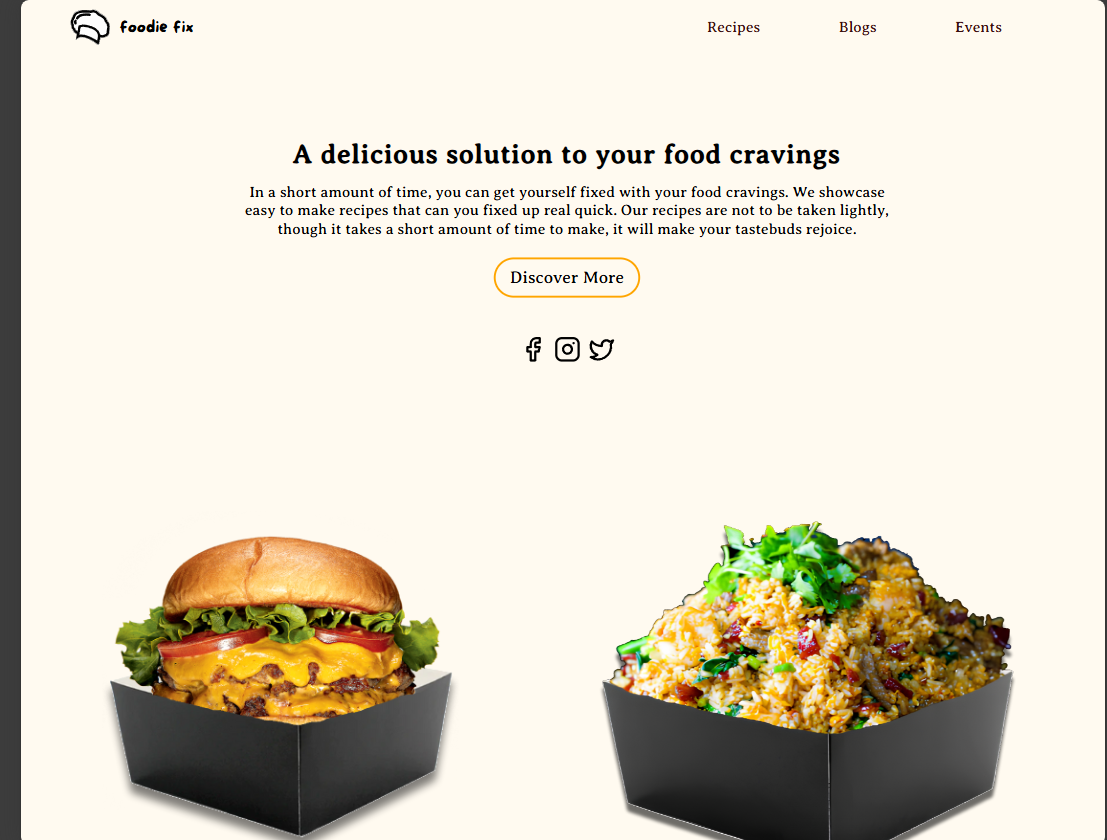 foodie fix
Recipes
Blogs
Events
A delicious solution to your food cravings
In a short amount of time, you can get yourself fixed with your food cravings. We showcase
easy to make recipes that can you fixed up real quick. Our recipes are not to be taken lightly,
though it takes a short amount of time to make, it will make your tastebuds rejoice.
Discover More